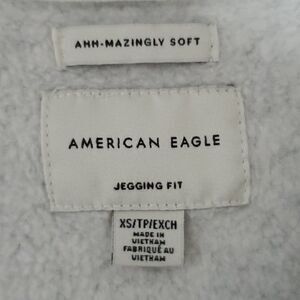 AHH-MAZINGLY SOFT
AMERICAN EAGLE
JEGGING FIT
XS/TP/EXCH
MADE IN
VIETNAM
FABRIQUÉ AU
VIETNAM